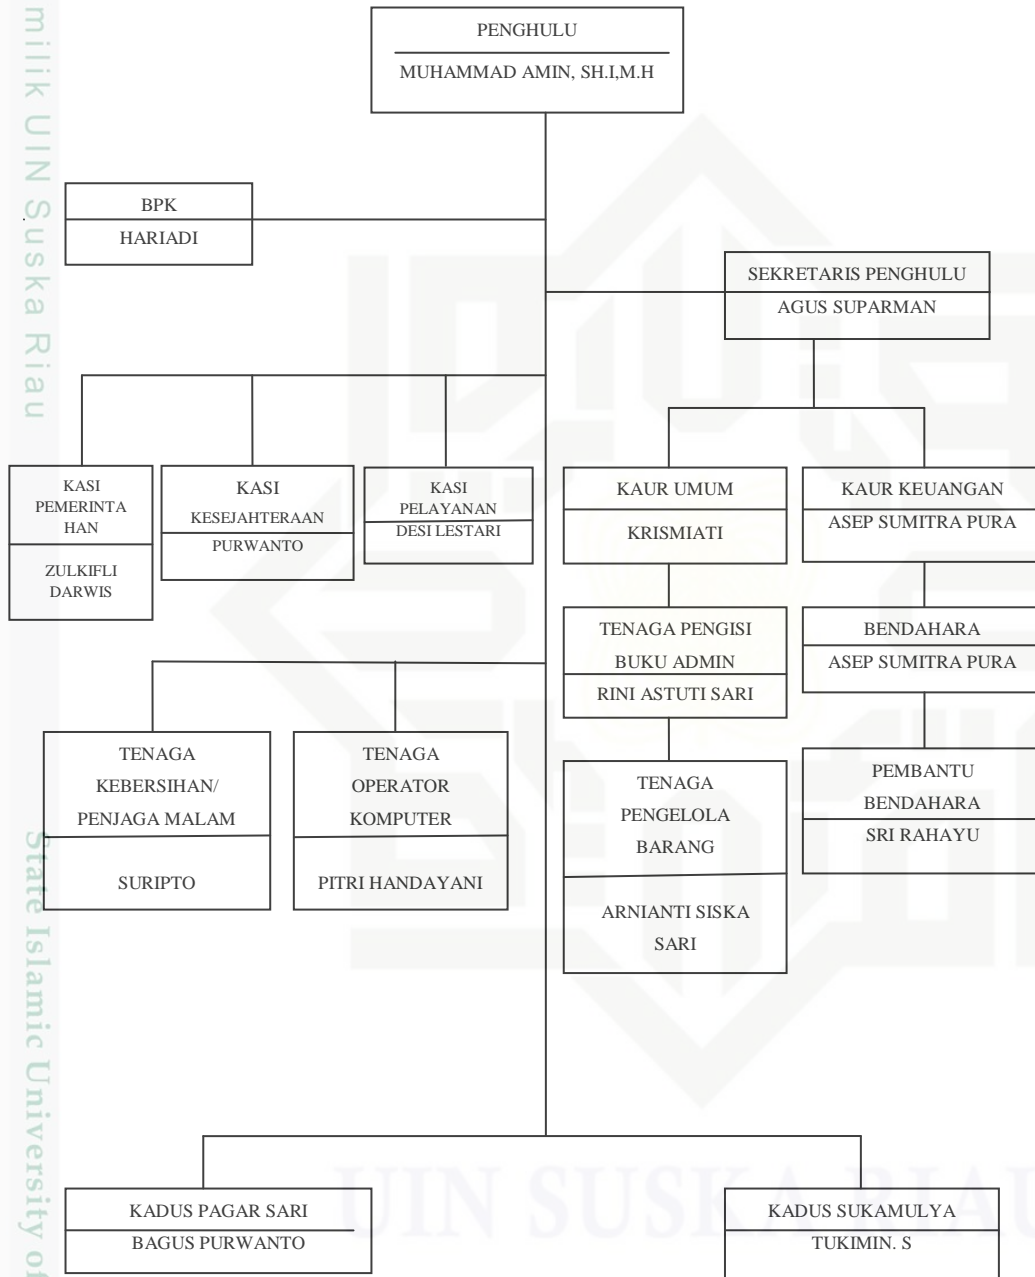 milik UIN Suska Riau
State Islamic University of
PENGHULU
MUHAMMAD AMIN, SH.I,M.H
BPK
HARIADI
SEKRETARIS PENGHULU
AGUS SUPARMAN
KASI
PEMERINTA
HAN
ZULKIFLI
DARWIS
KASI
KESEJAHTERAAN
PURWANTO
KASI
PELAYANAN
DESI LESTARI
KAUR UMUM
KRISMIATI
KAUR KEUANGAN
ASEP SUMITRA PURA
TENAGA PENGISI
BUKU ADMIN
RINI ASTUTI SARI
BENDAHARA
ASEP SUMITRA PURA
TENAGA
KEBERSIHAN/
PENJAGA MALAM
SURIPTO
TENAGA
OPERATOR
KOMPUTER
PITRI HANDAYANI
TENAGA
PENGELOLA
BARANG
ARNIANTI SISKA
SARI
PEMBANTU
BENDAHARA
SRI RAHAYU
KADUS PAGAR SARI
BAGUS PURWANTO
KADUS SUKAMULYA
TUKIMIN. S
UIN SUSKA RIAU